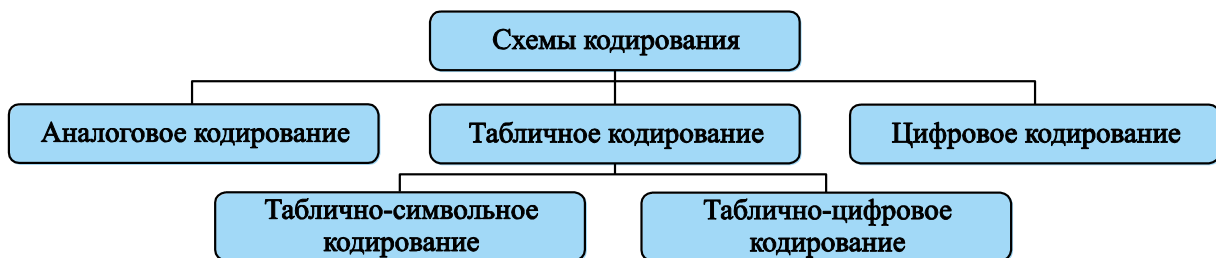 Схемы кодирования
Аналоговое кодирование
Табличное кодирование
Цифровое кодирование
Таблично-символьное
кодирование
Таблично-цифровое
кодирование